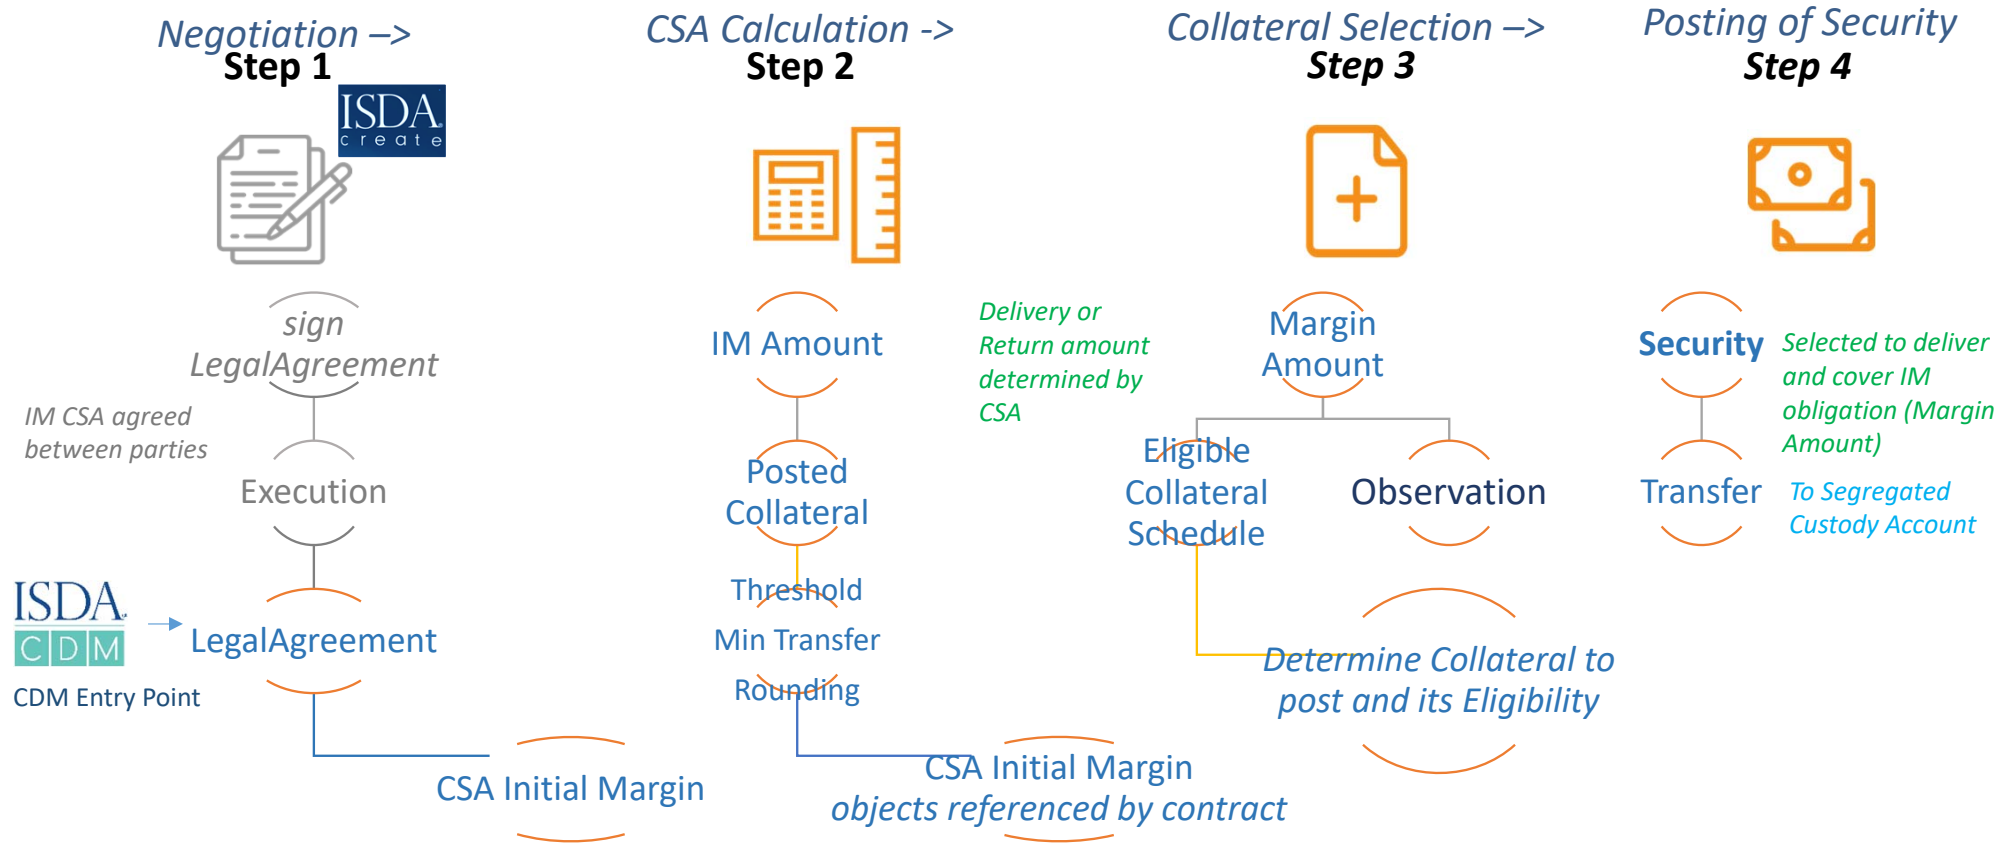 Negotiation –>
Step 1
ISDA
create
sign
LegalAgreement
IM CSA agreed
between parties
Execution
ISDA
CDM
CDM Entry Point
LegalAgreement
CSA Initial Margin
CSA Calculation ->
Step 2
IM Amount
Posted
Collateral
Threshold
Min Transfer
Rounding
CSA Initial Margin
objects referenced by contract
Delivery or
Return amount
determined by
CSA
Collateral Selection –>
Step 3
Margin
Amount
Eligible
Collateral
Schedule
Observation
Determine Collateral to
post and its Eligibility
Posting of Security
Step 4
Security
Selected to deliver
and cover IM
obligation (Margin
Amount)
Transfer
To Segregated
Custody Account